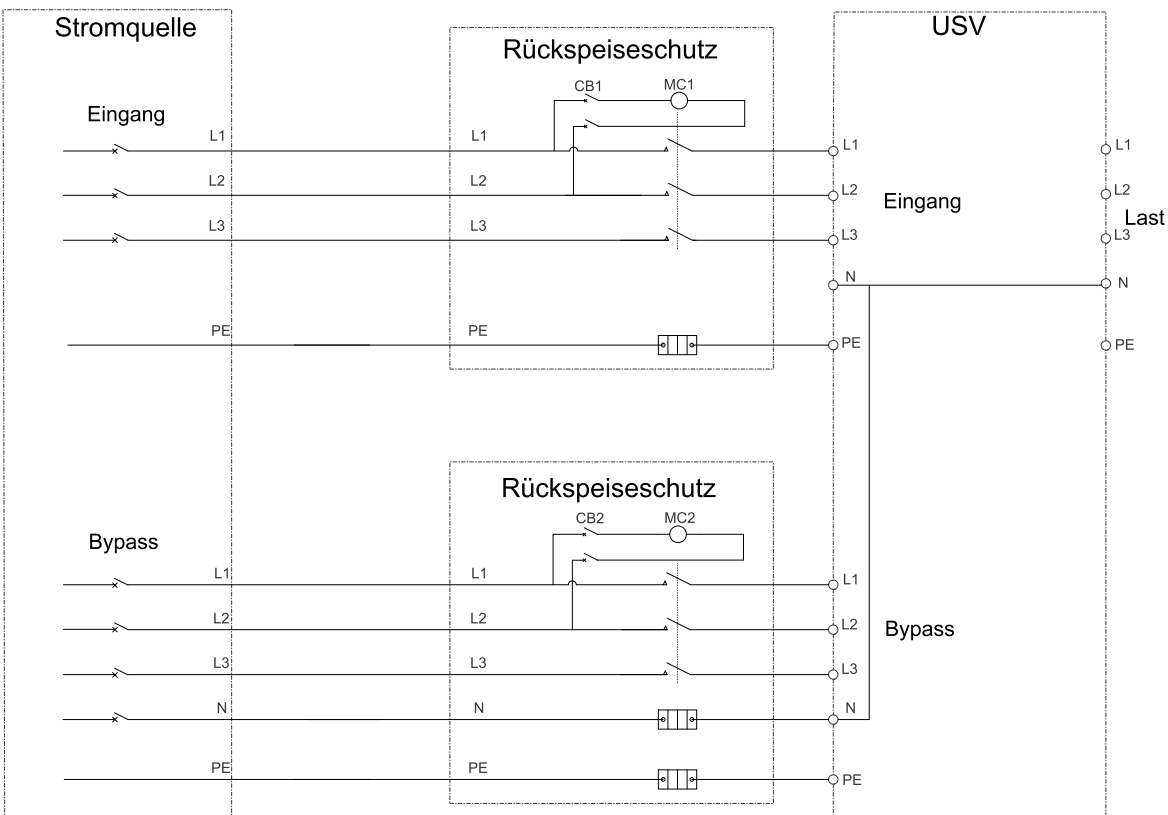 Stromquelle
Rückspeiseschutz
USV
CB1
MC1
Eingang
L1
L1
L1
L1
L2
L2
L2
L2
Eingang
Last
L3
L3
L3
L3
N
N
PE
PE
PE
PE
Rückspeiseschutz
CB2
MC2
Bypass
L1
L1
L1
L2
L2
L2
Bypass
L3
L3
L3
N
N
N
PE
PE
PE